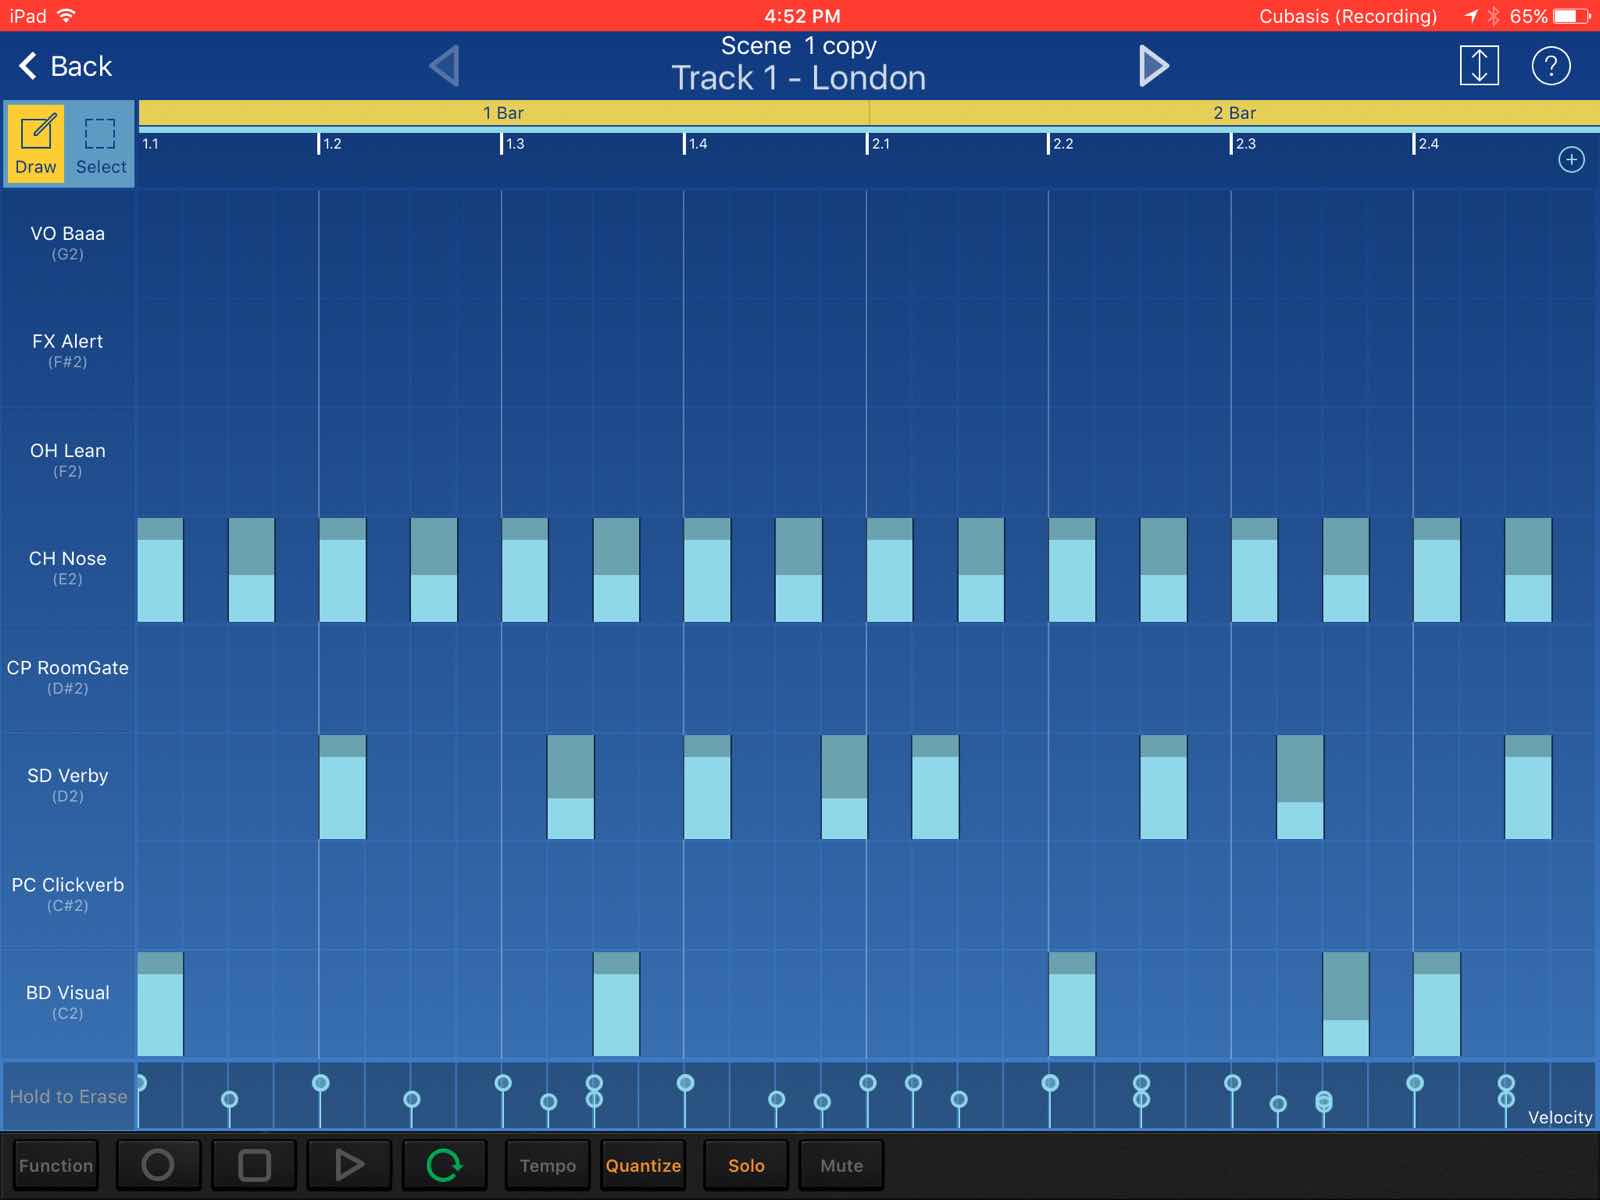 iPad 4:52 PM Cubasis (Recording) 65%
Back
Scene 1 copy
Track 1 - London
?
Draw
Select
1 Bar 2 Bar
1.1 1.2 1.3 1.4 2.1 2.2 2.3 2.4
VO Baaa
(G2)
FX Alert
(F#2)
OH Lean
(F2)
CH Nose
(E2)
CP RoomGate
(D#2)
SD Verby
(D2)
PC Clickverb
(C#2)
BD Visual
(C2)
Hold to Erase
Velocity
Function Tempo Quantize Solo Mute